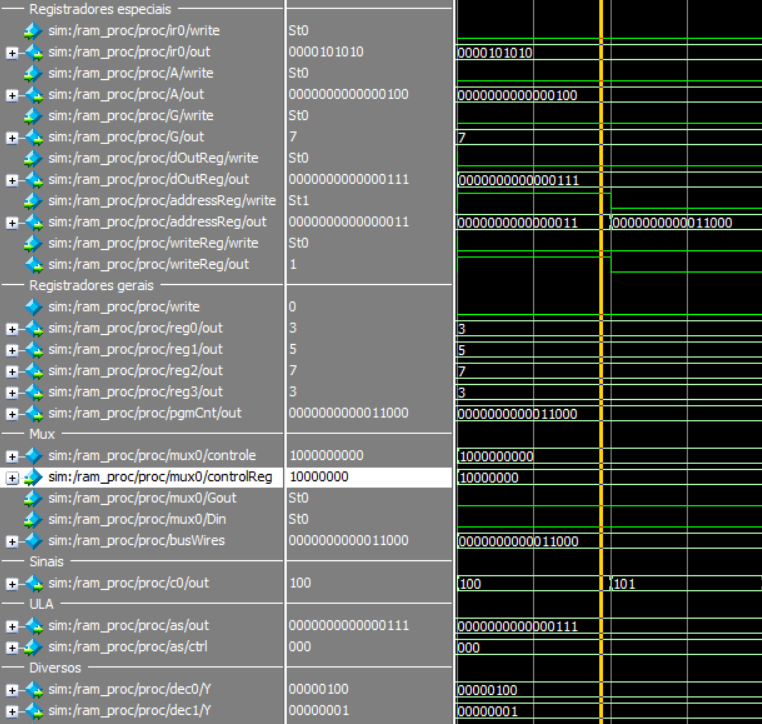 Registradores especiais
sim:/ram_proc/proc/ir0/write St0
sim:/ram_proc/proc/ir0/out 0000101010 0000101010
sim:/ram_proc/proc/A/write St0
sim:/ram_proc/proc/A/out 0000000000000100 0000000000000100
sim:/ram_proc/proc/G/write St0
sim:/ram_proc/proc/G/out 7 7
sim:/ram_proc/proc/dOutReg/write St0
sim:/ram_proc/proc/dOutReg/out 0000000000000111 0000000000000111
sim:/ram_proc/proc/addressReg/write St1
sim:/ram_proc/proc/addressReg/out 0000000000000011 0000000000000011 0000000000011000
sim:/ram_proc/proc/writeReg/write St0
sim:/ram_proc/proc/writeReg/out 1
Registradores gerais
sim:/ram_proc/proc/write 0
sim:/ram_proc/proc/reg0/out 3 3
sim:/ram_proc/proc/reg1/out 5 5
sim:/ram_proc/proc/reg2/out 7 7
sim:/ram_proc/proc/reg3/out 3 3
sim:/ram_proc/proc/pgmCnt/out 0000000000011000 0000000000011000
Mux
sim:/ram_proc/proc/mux0/controle 1000000000 1000000000
sim:/ram_proc/proc/mux0/controlReg 10000000 10000000
sim:/ram_proc/proc/mux0/Gout St0
sim:/ram_proc/proc/mux0/Din St0
sim:/ram_proc/proc/busWires 0000000000011000 0000000000011000
Sinais
sim:/ram_proc/proc/c0/out 100 100 101
ULA
sim:/ram_proc/proc/as/out 0000000000000111 0000000000000111
sim:/ram_proc/proc/as/ctrl 000 000
Diversos
sim:/ram_proc/proc/dec0/Y 00000100 00000100
sim:/ram_proc/proc/dec1/Y 00000001 00000001